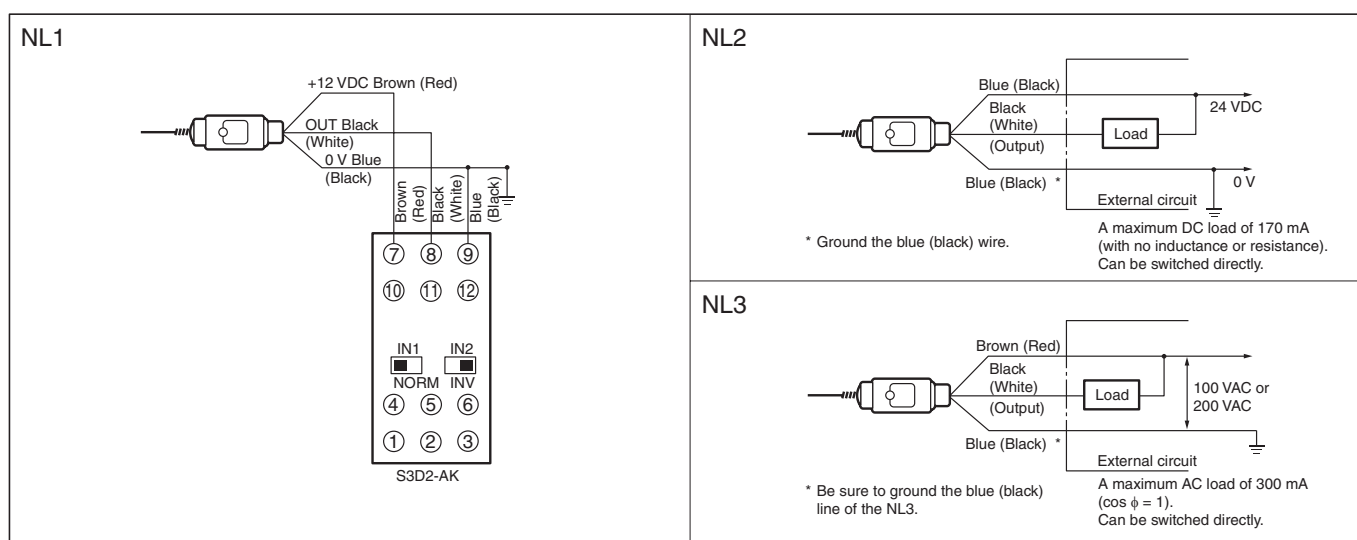 NL1
+12 VDC Brown (Red)
OUT Black
(White)
0 V Blue
(Black)
Brown
(Red)
Black
(White)
Blue
(Black)
⑦ ⑧ ⑨
⑩ ⑪ ⑫
IN1 IN2
NORM INV
④ ⑤ ⑥
① ② ③
S3D2-AK
NL2
Blue (Black)
Black
(White)
(Output)
Load
24 VDC
Blue (Black) *
0 V
External circuit
* Ground the blue (black) wire.
A maximum DC load of 170 mA
(with no inductance or resistance).
Can be switched directly.
NL3
Brown (Red)
Black
(White)
(Output)
Load
100 VAC or
200 VAC
Blue (Black) *
External circuit
* Be sure to ground the blue (black)
line of the NL3.
A maximum AC load of 300 mA
(cos ϕ = 1).
Can be switched directly.